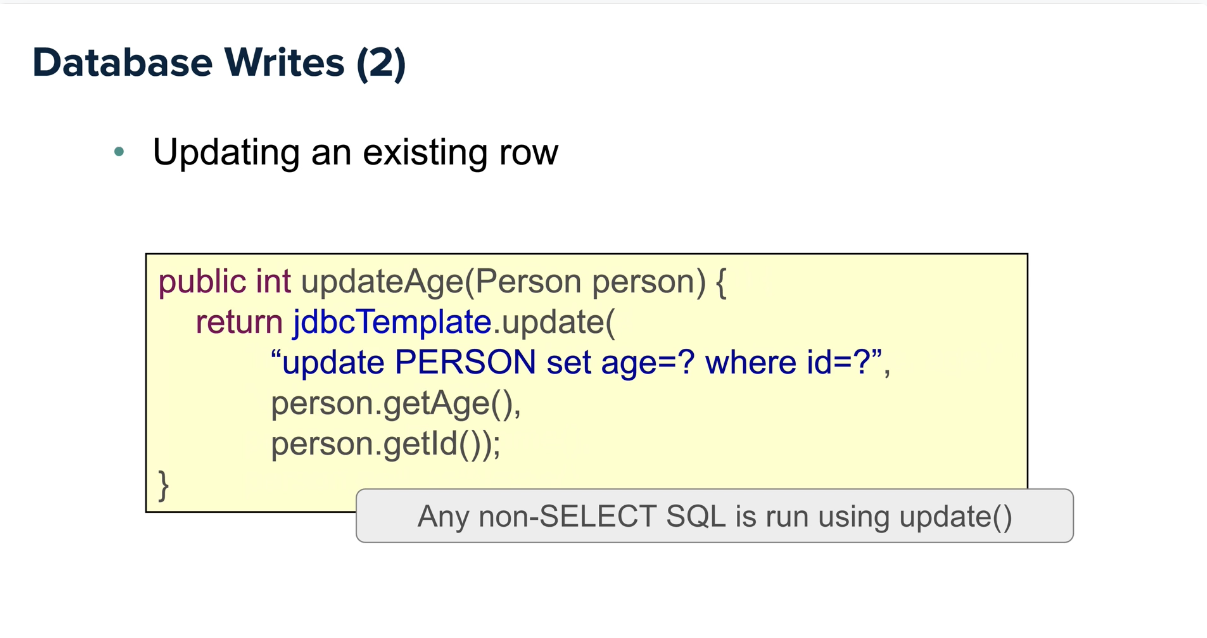 Database Writes (2)
• Updating an existing row
public int updateAge(Person person) {
return jdbcTemplate.update(
“update PERSON set age=? where id=?”,
person.getAge(),
person.getId());
}
Any non-SELECT SQL is run using update()